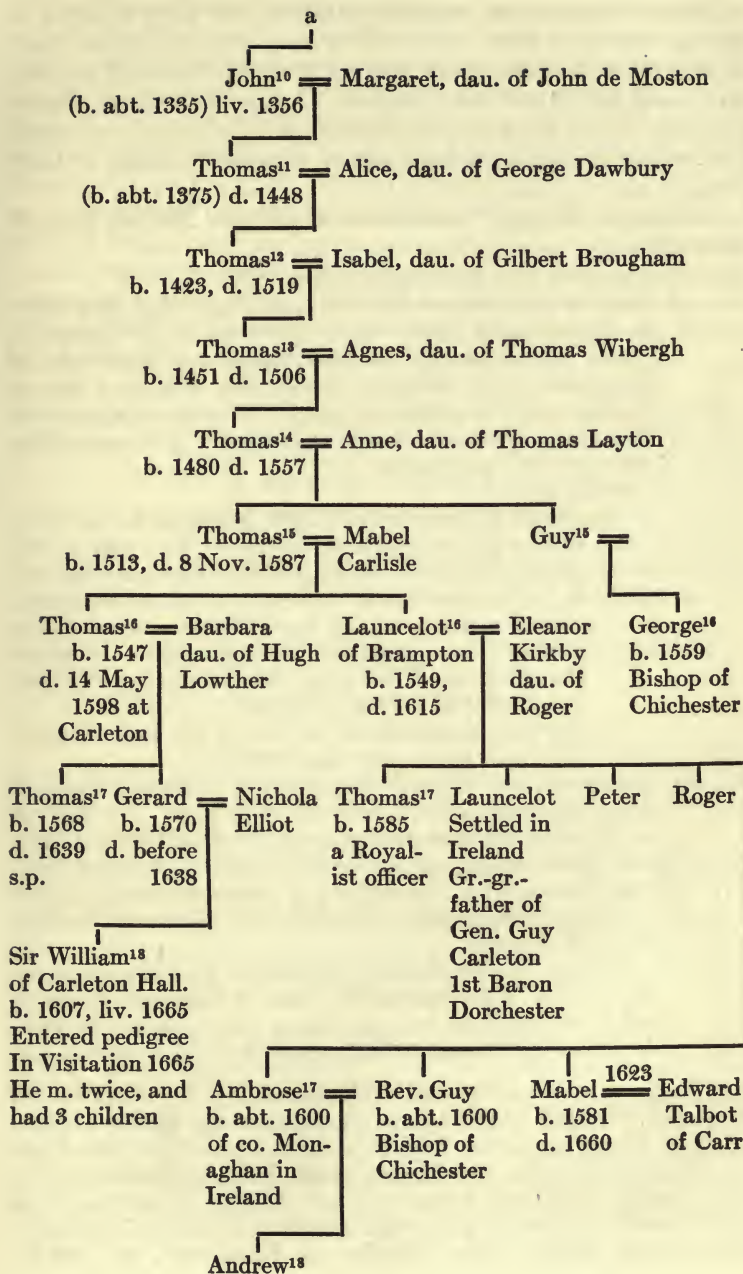 a
John¹⁰ = Margaret, dau. of John de Moston
(b. abt. 1335) liv. 1356
Thomas¹¹ = Alice, dau. of George Dawbury
(b. abt. 1375) d. 1448
Thomas¹² = Isabel, dau. of Gilbert Brougham
b. 1423, d. 1519
Thomas¹³ = Agnes, dau. of Thomas Wibergh
b. 1451 d. 1506
Thomas¹⁴ = Anne, dau. of Thomas Layton
b. 1480 d. 1557
Thomas¹⁵ = Mabel
b. 1513, d. 8 Nov. 1587
Carlisle
Guy¹⁵ =
Thomas¹⁶ =
b. 1547
d. 14 May
1598 at
Carleton
Barbara
dau. of Hugh
Lowther
Launcelot¹⁶ =
of Brampton
b. 1549,
d. 1615
Eleanor
Kirkby
dau. of
Roger
George¹⁶
b. 1559
Bishop of
Chichester
Thomas¹⁷
b. 1568
d. 1639
s.p.
Gerard =
b. 1570
d. before
1638
Nichola
Elliot
Thomas¹⁷
b. 1585
a Royal-
ist officer
Launcelot
Settled in
Ireland
Gr.-gr.-
father of
Gen. Guy
Carleton
1st Baron
Dorchester
Peter
Roger
Sir William¹⁸
of Carleton Hall.
b. 1607, liv. 1665
Entered pedigree
In Visitation 1665
He m. twice, and
had 3 children
Ambrose¹⁷ =
b. abt. 1600
of co. Mon-
aghan in
Ireland
Rev. Guy
b. abt. 1600
Bishop of
Chichester
Mabel
b. 1581
d. 1660
1623
=
Edward
Talbot
of Carr
Andrew¹⁸